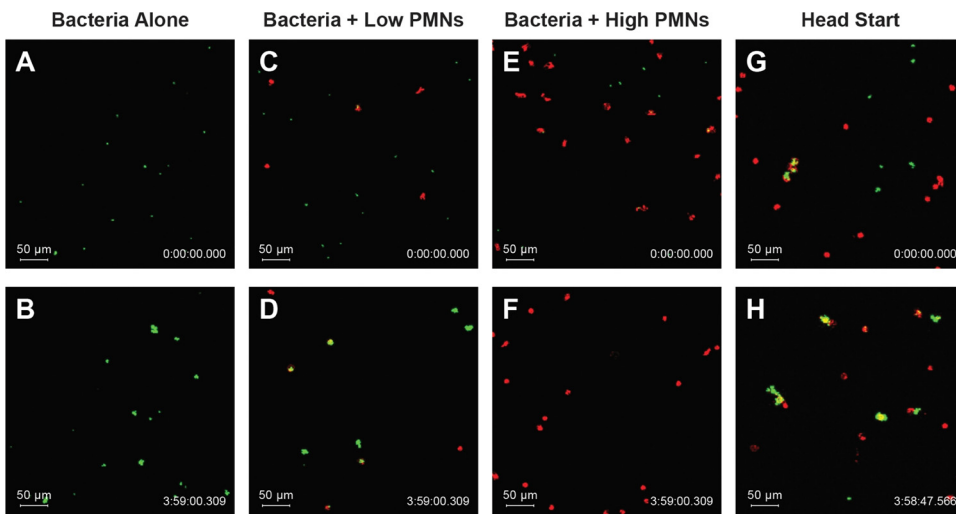 Bacteria Alone
Bacteria + Low PMNs
Bacteria + High PMNs
Head Start
A
50 µm
0:00:00.000
C
50 µm
0:00:00.000
E
50 µm
0:00:00.000
G
50 µm
0:00:00.000
B
50 µm
3:59:00.309
D
50 µm
3:59:00.309
F
50 µm
3:59:00.309
H
50 µm
3:58:47.566